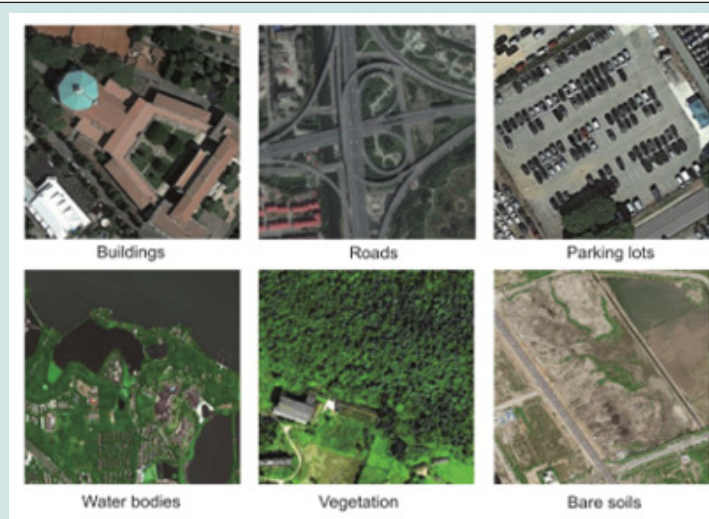 Buildings
Roads
Parking lots
Water bodies
Vegetation
Bare soils